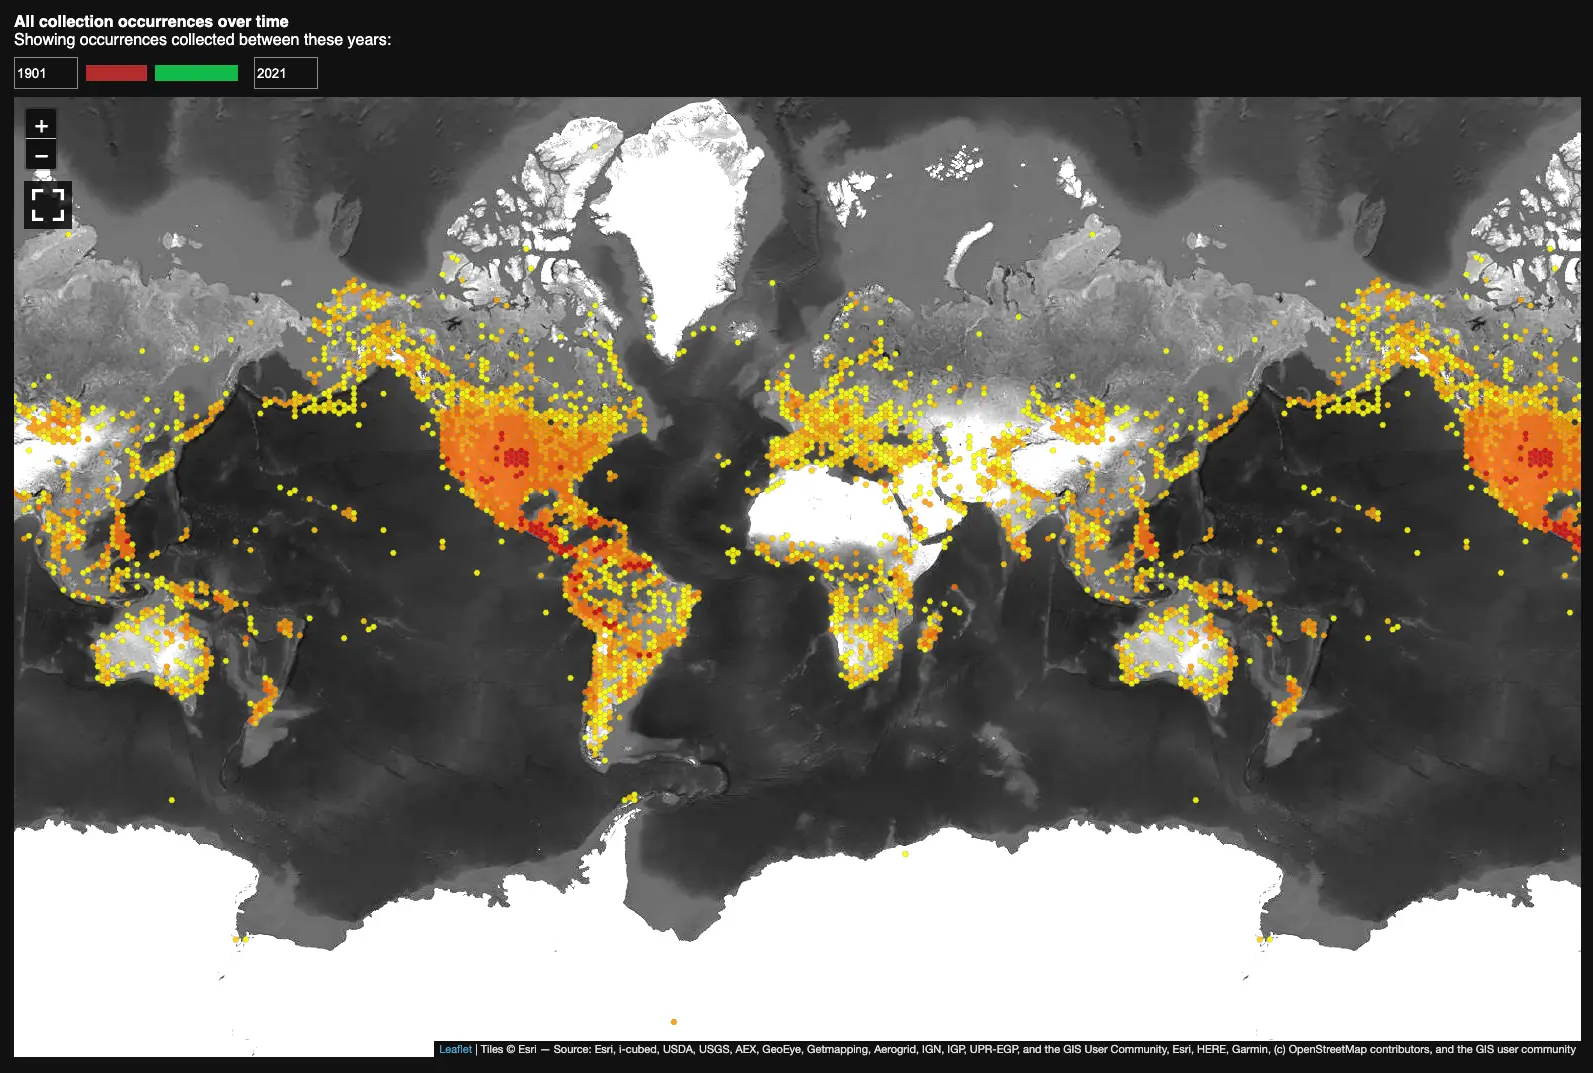 All collection occurrences over time
Showing occurrences collected between these years:
1901 2021
+
−
Leaflet | Tiles © Esri — Source: Esri, i-cubed, USDA, USGS, AEX, GeoEye, Getmapping, Aerogrid, IGN, IGP, UPR-EGP, and the GIS User Community, Esri, HERE, Garmin, (c) OpenStreetMap contributors, and the GIS user community